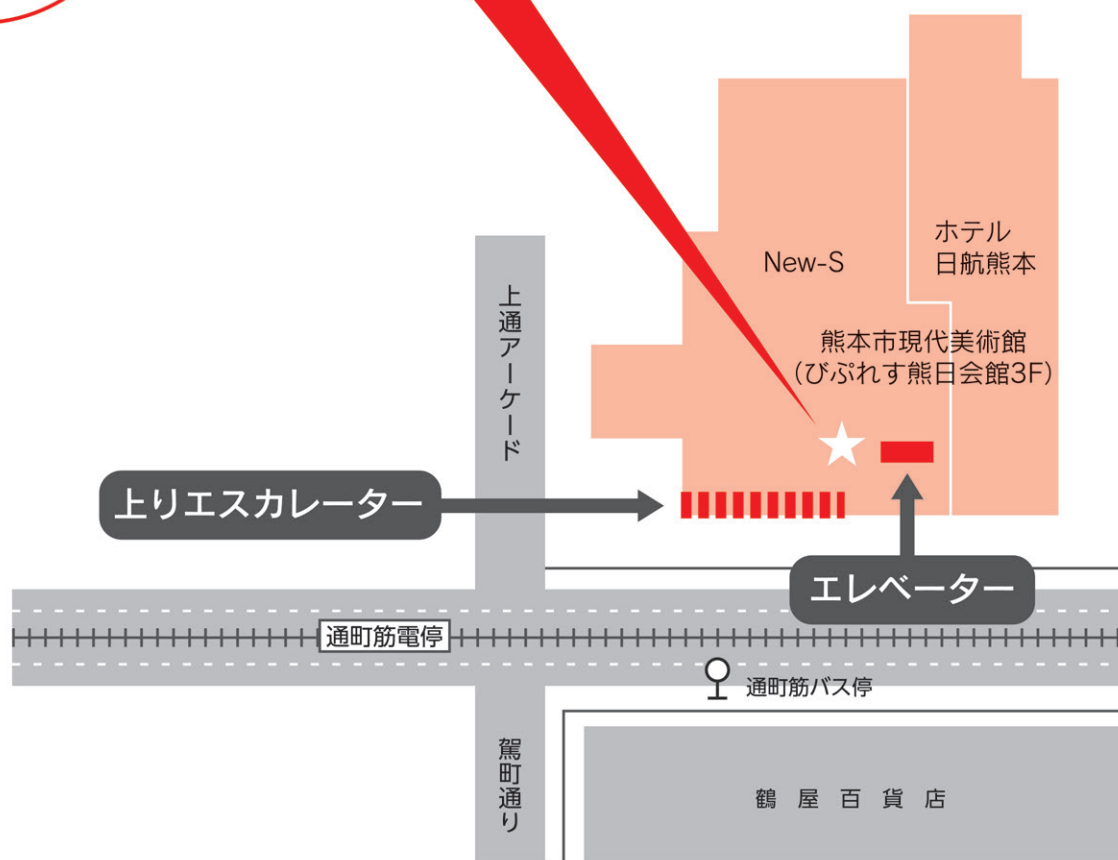 ホテル
日航熊本
New-S
熊本市現代美術館
（びぷれす熊日会館3F）
上通アーケード
上りエスカレーター
エレベーター
通町筋電停
通町筋バス停
駕町通り
鶴屋百貨店